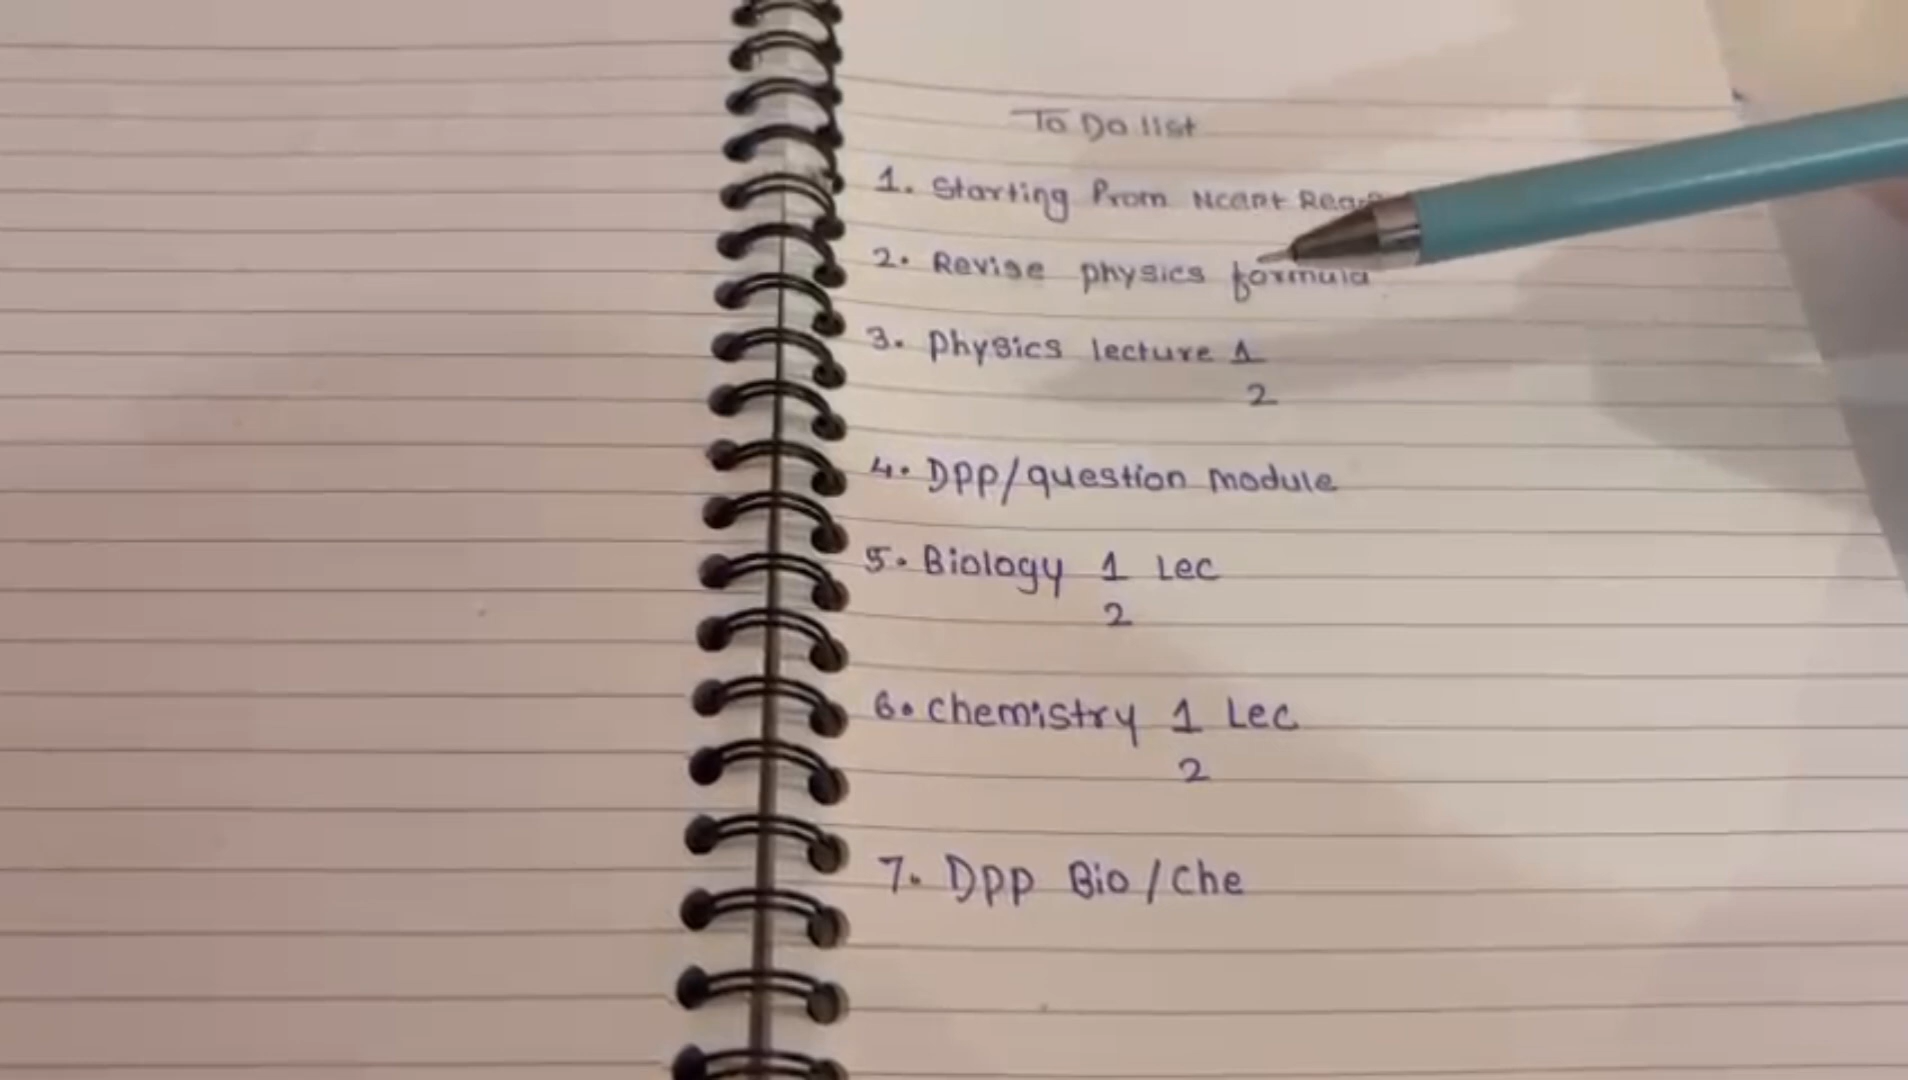 To Do list
1. Starting From Ncert
2. Revise physics formula
3. Physics lecture 1
2
4. Dpp/question module
5. Biology 1 Lec
2
6. Chemistry 1 Lec
2
7. Dpp Bio/Che